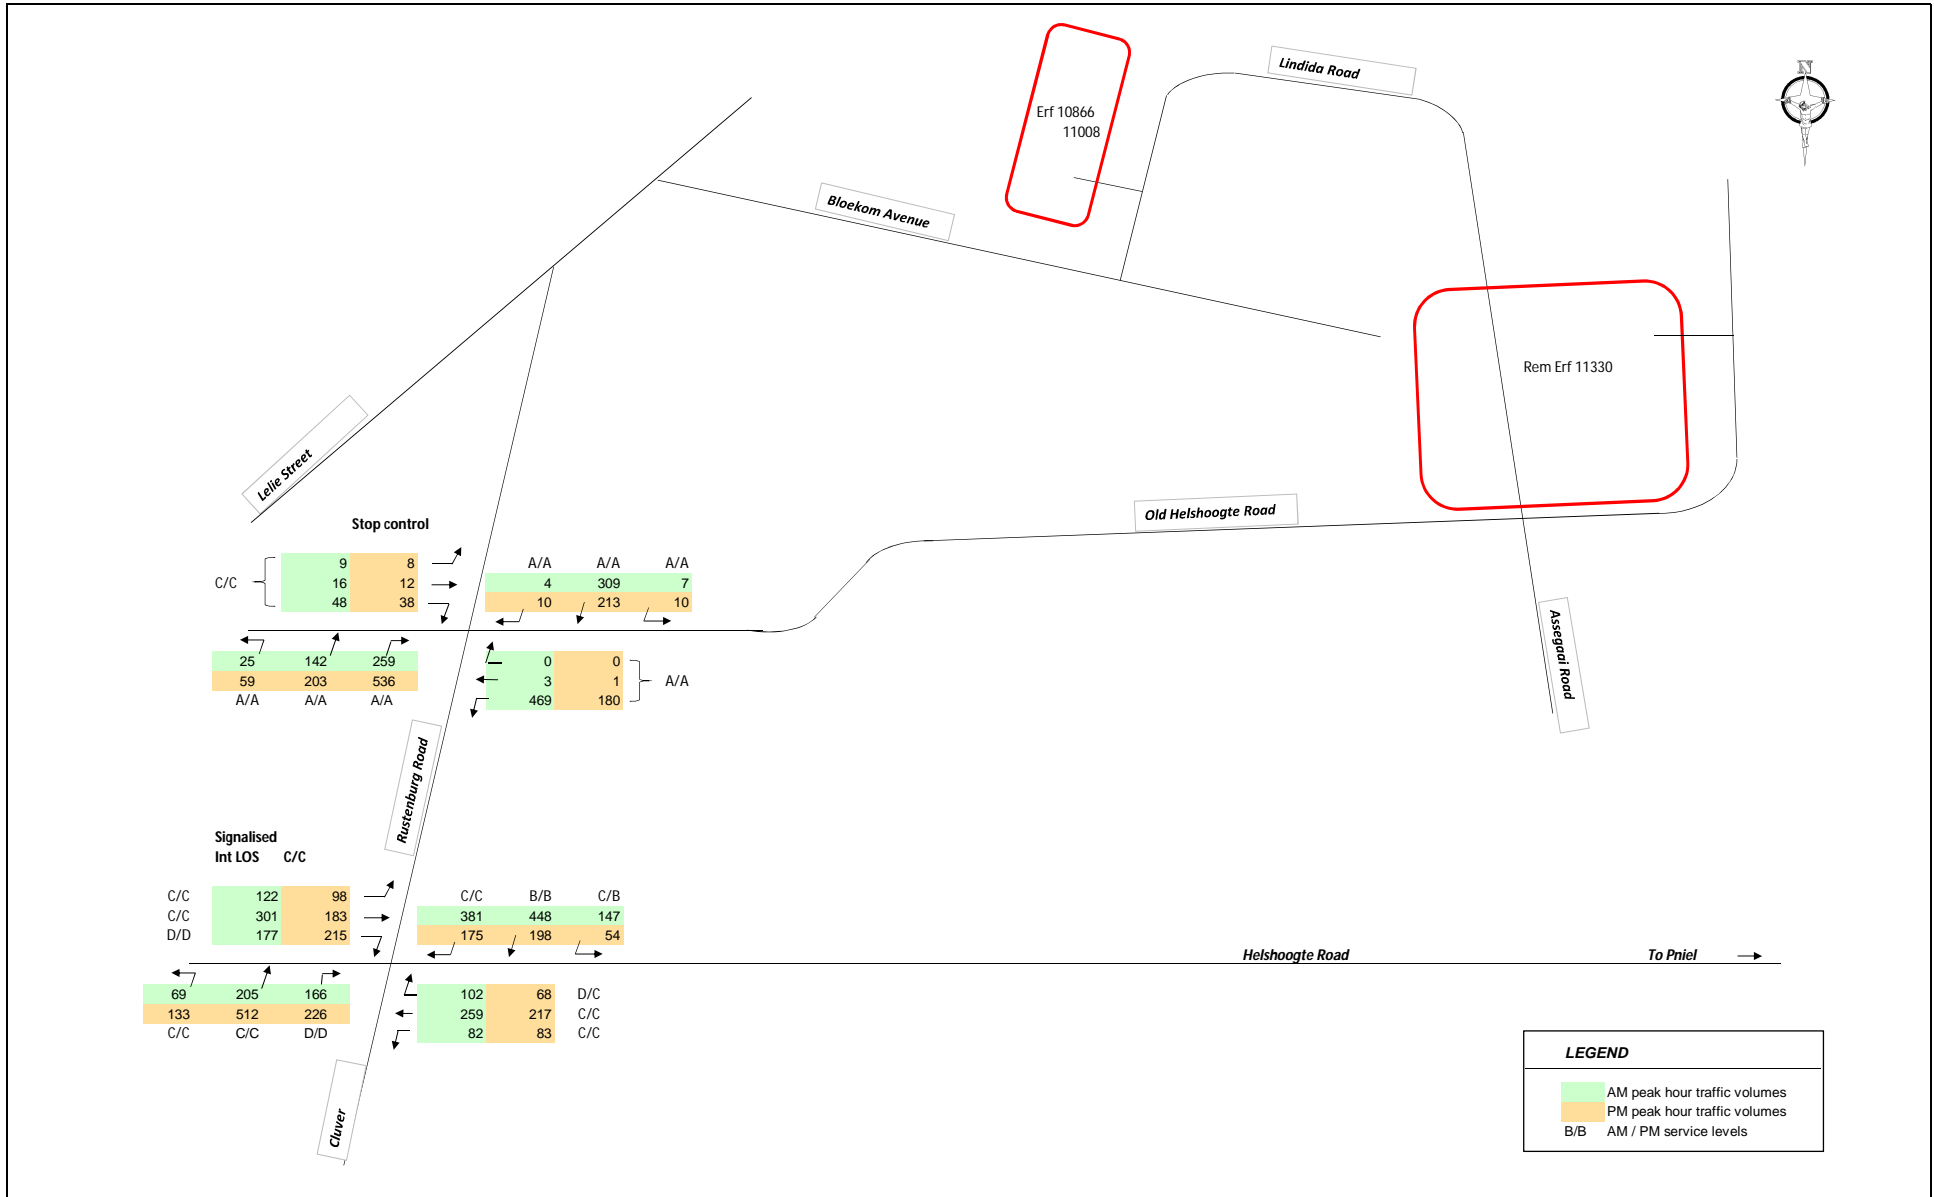 N
Lindida Road
Erf 10866
11008
Bloekom Avenue
Rem Erf 11330
Lelie Street
Old Helshoogte Road
Stop control
9 8
C/C 16 12
48 38
A/A A/A A/A
4 309 7
10 213 10
25 142 259
59 203 536
A/A A/A A/A
0 0
3 1 A/A
469 180
Assegaai Road
Rustenburg Road
Signalised
Int LOS C/C
C/C 122 98
C/C 301 183
D/D 177 215
C/C B/B C/B
381 448 147
175 198 54
Helshoogte Road To Pniel
69 205 166
133 512 226
C/C C/C D/D
102 68 D/C
259 217 C/C
82 83 C/C
Cluver
LEGEND
AM peak hour traffic volumes
PM peak hour traffic volumes
B/B AM / PM service levels